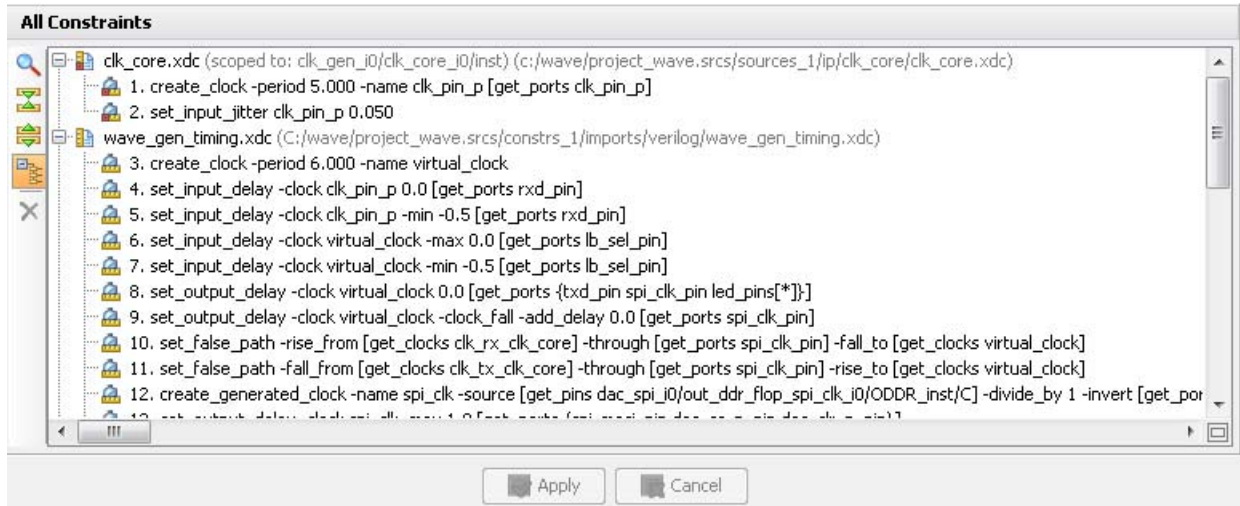 All Constraints
clk_core.xdc (scoped to: clk_gen_i0/clk_core_i0/inst) (c:/wave/project_wave.srcs/sources_1/ip/clk_core/clk_core.xdc)
1. create_clock -period 5.000 -name clk_pin_p [get_ports clk_pin_p]
2. set_input_jitter clk_pin_p 0.050
wave_gen_timing.xdc (C:/wave/project_wave.srcs/constrs_1/imports/verilog/wave_gen_timing.xdc)
3. create_clock -period 6.000 -name virtual_clock
4. set_input_delay -clock clk_pin_p 0.0 [get_ports rxd_pin]
5. set_input_delay -clock clk_pin_p -min -0.5 [get_ports rxd_pin]
6. set_input_delay -clock virtual_clock -max 0.0 [get_ports lb_sel_pin]
7. set_input_delay -clock virtual_clock -min -0.5 [get_ports lb_sel_pin]
8. set_output_delay -clock virtual_clock 0.0 [get_ports {txd_pin spi_clk_pin led_pins[*]}]
9. set_output_delay -clock virtual_clock -clock_fall -add_delay 0.0 [get_ports spi_clk_pin]
10. set_false_path -rise_from [get_clocks clk_rx_clk_core] -through [get_ports spi_clk_pin] -fall_to [get_clocks virtual_clock]
11. set_false_path -fall_from [get_clocks clk_tx_clk_core] -through [get_ports spi_clk_pin] -rise_to [get_clocks virtual_clock]
12. create_generated_clock -name spi_clk -source [get_pins dac_spi_i0/out_ddr_flop_spi_clk_i0/ODDR_inst/C] -divide_by 1 -invert [get_por
Apply
Cancel